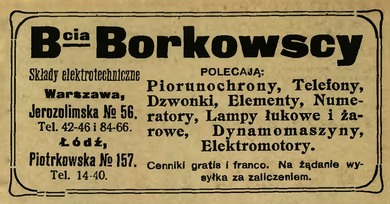 Bcia Borkowscy
Składy elektrotechniczne
Warszawa,
Jerozolimska № 56.
Tel. 42-46 i 84-66.
Łódź,
Piotrkowska № 157.
Tel. 14-40.
POLECAJĄ:
Piorunochrony, Telefony,
Dzwonki, Elementy, Nume-
ratory, Lampy łukowe i ża-
rowe, Dynamomaszyny,
Elektromotory.
Cenniki gratis i franco. Na żądanie wy-
syłka za zaliczeniem.